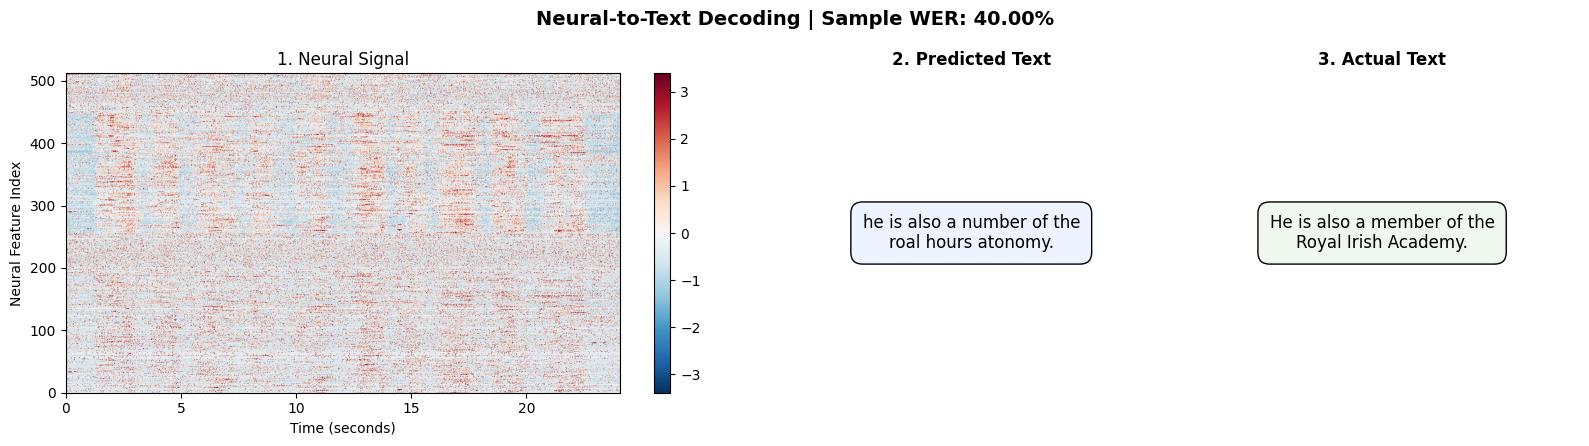 Neural-to-Text Decoding | Sample WER: 40.00%
1. Neural Signal
Neural Feature Index
500
400
300
200
100
0
0 5 10 15 20
Time (seconds)
3
2
1
0
−1
−2
−3
2. Predicted Text
he is also a number of the
roal hours atonomy.
3. Actual Text
He is also a member of the
Royal Irish Academy.